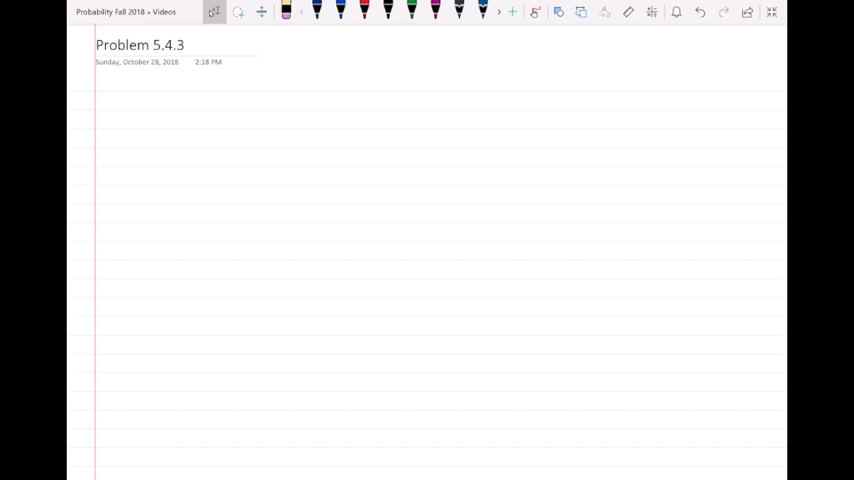 Probability Fall 2018 » Videos
Problem 5.4.3
Sunday, October 28, 2018 2:18 PM